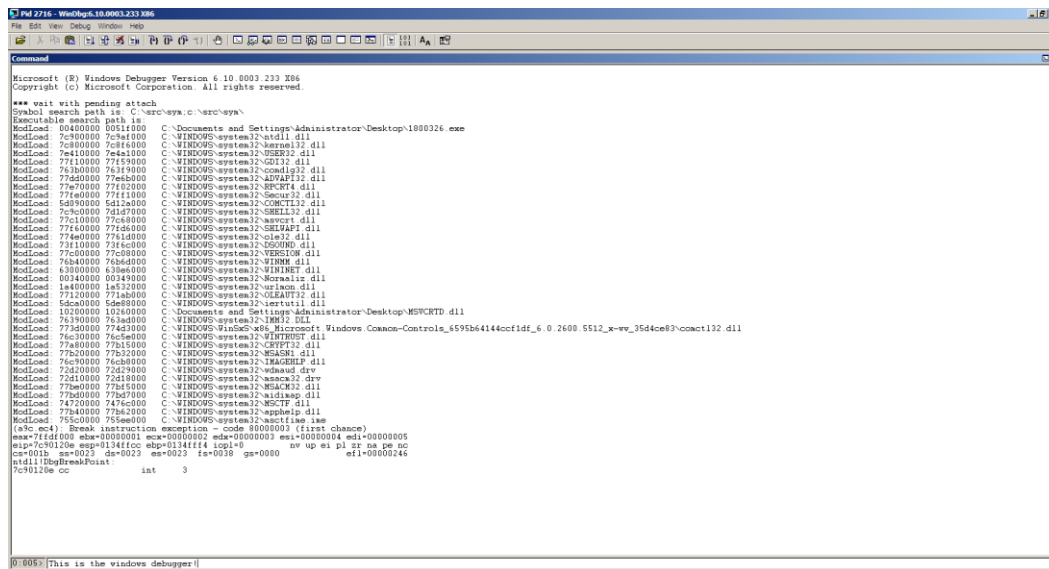 Pid 2716 - WinDbg:6.10.0003.233 X86
File Edit View Debug Window Help
Command
Microsoft (R) Windows Debugger Version 6.10.0003.233 X86
Copyright (c) Microsoft Corporation. All rights reserved.
*** wait with pending attach
Symbol search path is: C:\src\sym;c:\src\sym\
Executable search path is:
ModLoad: 00400000 0051f000 C:\Documents and Settings\Administrator\Desktop\1880326.exe
ModLoad: 7c900000 7c9af000 C:\WINDOWS\system32\ntdll.dll
ModLoad: 7c800000 7c8f6000 C:\WINDOWS\system32\kernel32.dll
ModLoad: 7e410000 7e4a1000 C:\WINDOWS\system32\USER32.dll
ModLoad: 77f10000 77f59000 C:\WINDOWS\system32\GDI32.dll
ModLoad: 763b0000 763f9000 C:\WINDOWS\system32\comdlg32.dll
ModLoad: 77dd0000 77e6b000 C:\WINDOWS\system32\ADVAPI32.dll
ModLoad: 77e70000 77f02000 C:\WINDOWS\system32\RPCRT4.dll
ModLoad: 77fe0000 77ff1000 C:\WINDOWS\system32\Secur32.dll
ModLoad: 5d090000 5d12a000 C:\WINDOWS\system32\COMCTL32.dll
ModLoad: 7c9c0000 7d1d7000 C:\WINDOWS\system32\SHELL32.dll
ModLoad: 77c10000 77c68000 C:\WINDOWS\system32\msvcrt.dll
ModLoad: 77f60000 77fd6000 C:\WINDOWS\system32\SHLWAPI.dll
ModLoad: 774e0000 7761d000 C:\WINDOWS\system32\ole32.dll
ModLoad: 73f10000 73f6c000 C:\WINDOWS\system32\DSOUND.dll
ModLoad: 77c00000 77c08000 C:\WINDOWS\system32\VERSION.dll
ModLoad: 76b40000 76b6d000 C:\WINDOWS\system32\WINMM.dll
ModLoad: 63000000 630e6000 C:\WINDOWS\system32\WININET.dll
ModLoad: 00340000 00349000 C:\WINDOWS\system32\Normaliz.dll
ModLoad: 1a400000 1a532000 C:\WINDOWS\system32\urlmon.dll
ModLoad: 77120000 771ab000 C:\WINDOWS\system32\OLEAUT32.dll
ModLoad: 5dca0000 5de88000 C:\WINDOWS\system32\iertutil.dll
ModLoad: 10200000 10260000 C:\Documents and Settings\Administrator\Desktop\MSVCRTD.dll
ModLoad: 76390000 763ad000 C:\WINDOWS\system32\IMM32.DLL
ModLoad: 773d0000 774d3000 C:\WINDOWS\WinSxS\x86_Microsoft.Windows.Common-Controls_6595b64144ccf1df_6.0.2600.5512_x-ww_35d4ce83\comctl32.dll
ModLoad: 76c30000 76c5e000 C:\WINDOWS\system32\WINTRUST.dll
ModLoad: 77a80000 77b15000 C:\WINDOWS\system32\CRYPT32.dll
ModLoad: 77b20000 77b32000 C:\WINDOWS\system32\MSASN1.dll
ModLoad: 76c90000 76cb8000 C:\WINDOWS\system32\IMAGEHLP.dll
ModLoad: 72d20000 72d29000 C:\WINDOWS\system32\wdmaud.drv
ModLoad: 72d10000 72d18000 C:\WINDOWS\system32\msacm32.drv
ModLoad: 77be0000 77bf5000 C:\WINDOWS\system32\MSACM32.dll
ModLoad: 77bd0000 77bd7000 C:\WINDOWS\system32\midimap.dll
ModLoad: 74720000 7476c000 C:\WINDOWS\system32\MSCTF.dll
ModLoad: 77b40000 77b62000 C:\WINDOWS\system32\apphelp.dll
ModLoad: 755c0000 755ee000 C:\WINDOWS\system32\msctfime.ime
(a9c.ec4): Break instruction exception - code 80000003 (first chance)
eax=7ffdf000 ebx=00000001 ecx=00000002 edx=00000003 esi=00000004 edi=00000005
eip=7c90120e esp=0134ffcc ebp=0134fff4 iopl=0 nv up ei pl zr na pe nc
cs=001b ss=0023 ds=0023 es=0023 fs=0038 gs=0000 efl=00000246
ntdll!DbgBreakPoint:
7c90120e cc int 3
0:005> This is the windows debugger!